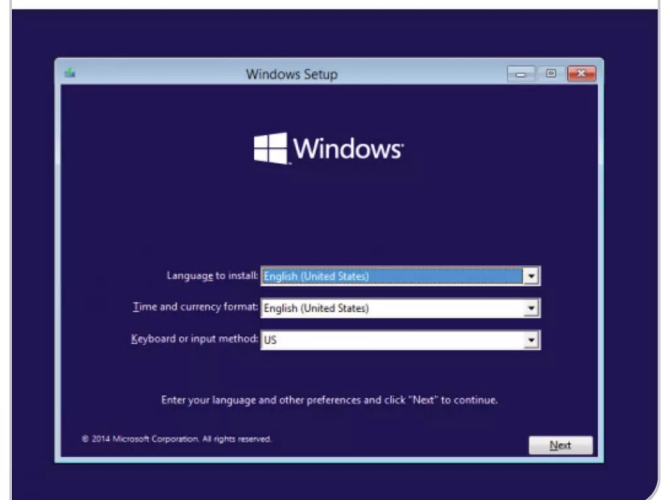 Windows Setup
Windows
Language to install: English (United States)
Time and currency format: English (United States)
Keyboard or input method: US
Enter your language and other preferences and click "Next" to continue.
© 2014 Microsoft Corporation. All rights reserved.
Next